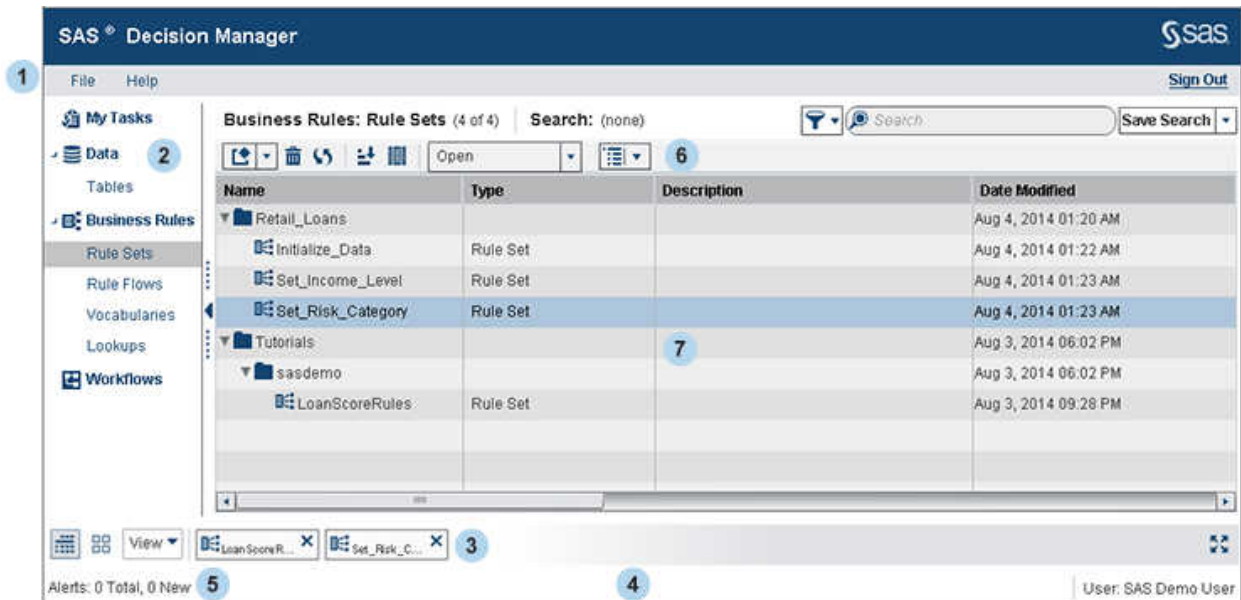 SAS ® Decision Manager
sas
1
File Help Sign Out
My Tasks
Data 2
Tables
Business Rules
Rule Sets
Rule Flows
Vocabularies
Lookups
Workflows
Business Rules: Rule Sets (4 of 4) Search: (none) Search Save Search
Open 6
Name Type Description Date Modified
Retail_Loans Aug 4, 2014 01:20 AM
Initialize_Data Rule Set Aug 4, 2014 01:22 AM
Set_Income_Level Rule Set Aug 4, 2014 01:23 AM
Set_Risk_Category Rule Set Aug 4, 2014 01:23 AM
Tutorials 7 Aug 3, 2014 06:02 PM
sasdemo Aug 3, 2014 06:02 PM
LoanScoreRules Rule Set Aug 3, 2014 09:28 PM
View LoanScoreR... Set_Risk_C... 3
Alerts: 0 Total, 0 New 5 4 User: SAS Demo User